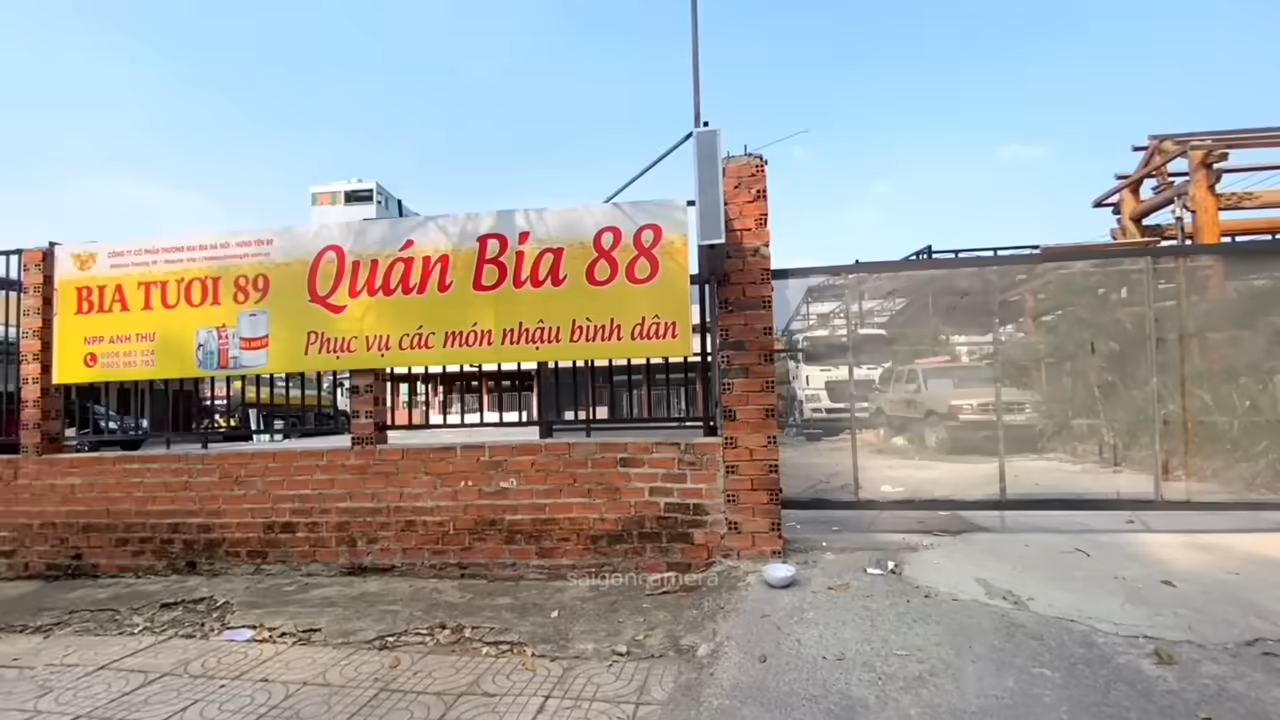 CÔNG TY CỔ PHẦN THƯƠNG MẠI BIA HÀ NỘI - HƯNG YÊN 89
BIA TƯƠI 89
NPP ANH THƯ
0906 683 824
0905 985 763
Quán Bia 88
Phục vụ các món nhậu bình dân
saigoncamera